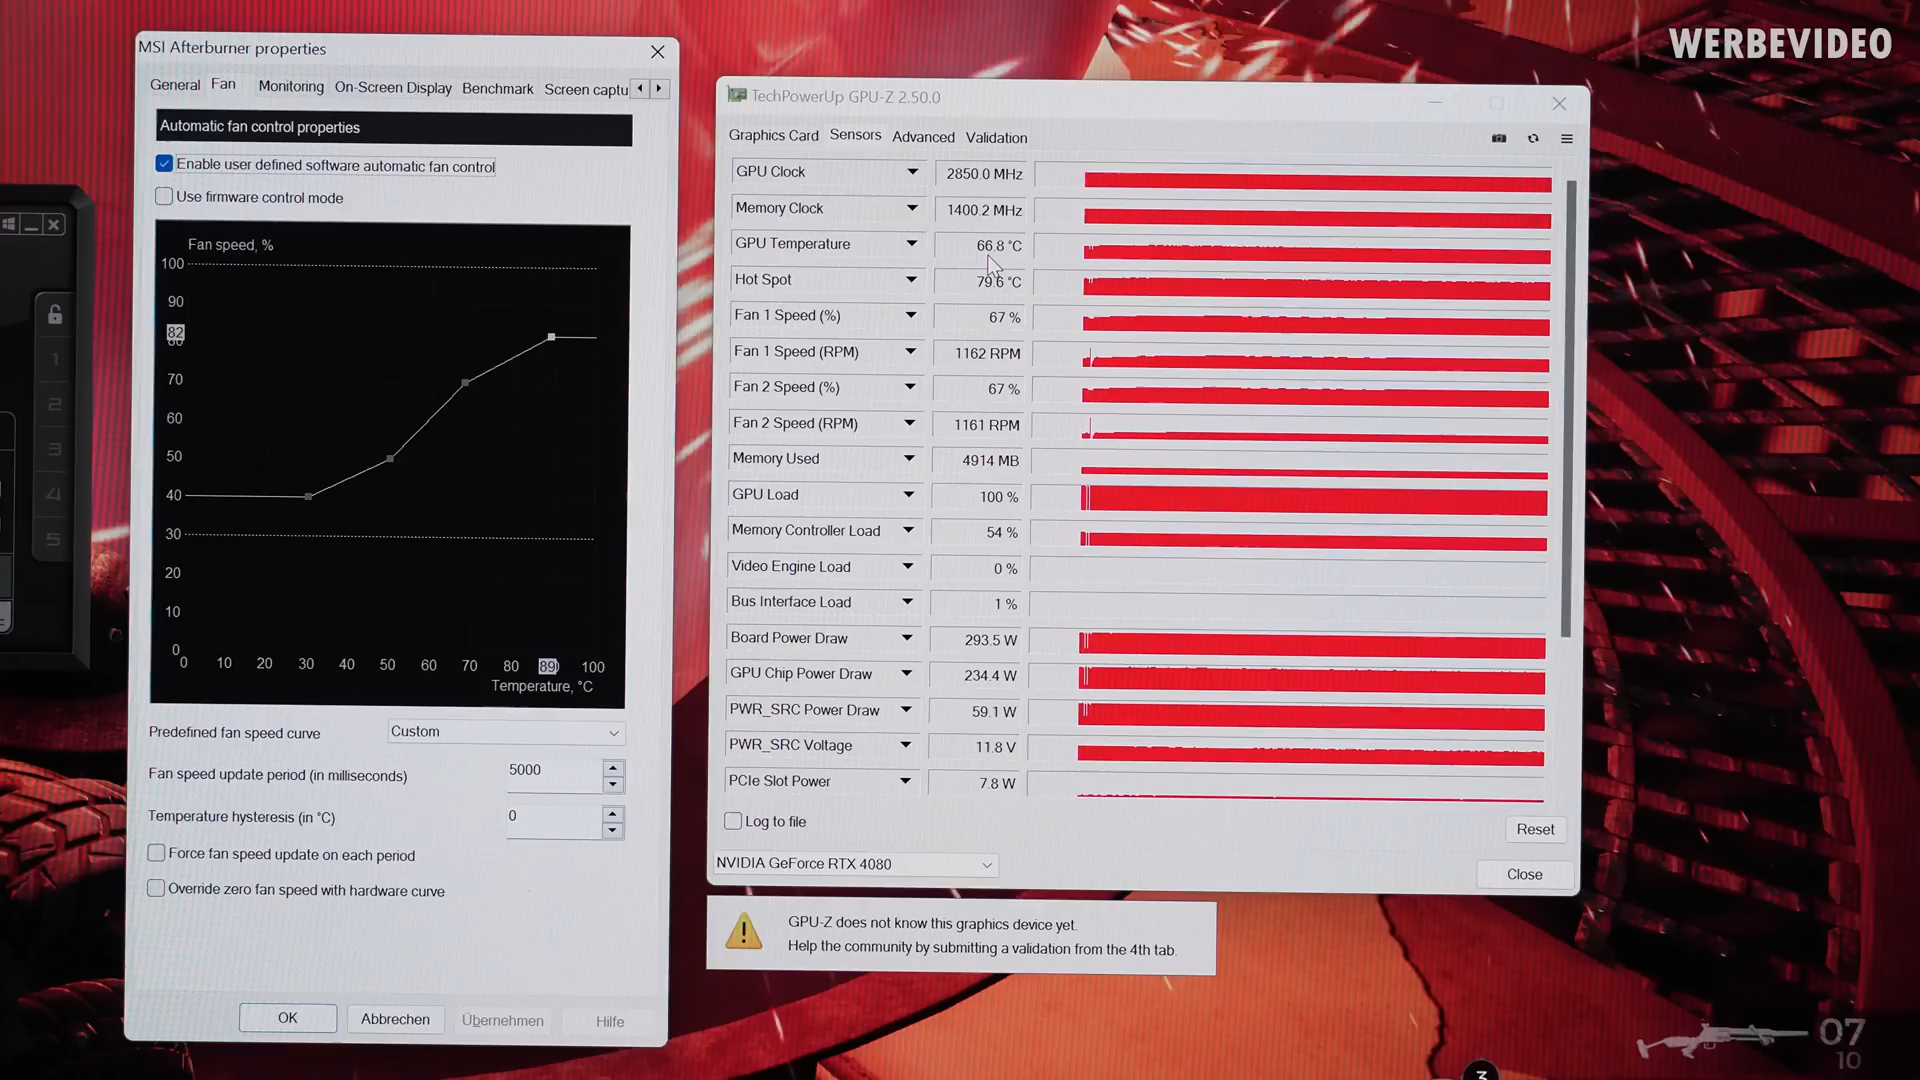 WERBEVIDEO
MSI Afterburner properties
General Fan Monitoring On-Screen Display Benchmark Screen captu
Automatic fan control properties
Enable user defined software automatic fan control
Use firmware control mode
Fan speed, %
100
90
82
70
60
50
40
30
20
10
0
0 10 20 30 40 50 60 70 80 89 100
Temperature, °C
Predefined fan speed curve Custom
Fan speed update period (in milliseconds) 5000
Temperature hysteresis (in °C) 0
Force fan speed update on each period
Override zero fan speed with hardware curve
OK Abbrechen Übernehmen Hilfe
1
2
3
4
5
TechPowerUp GPU-Z 2.50.0
Graphics Card Sensors Advanced Validation
GPU Clock 2850.0 MHz
Memory Clock 1400.2 MHz
GPU Temperature 66.8 °C
Hot Spot 79.6 °C
Fan 1 Speed (%) 67 %
Fan 1 Speed (RPM) 1162 RPM
Fan 2 Speed (%) 67 %
Fan 2 Speed (RPM) 1161 RPM
Memory Used 4914 MB
GPU Load 100 %
Memory Controller Load 54 %
Video Engine Load 0 %
Bus Interface Load 1 %
Board Power Draw 293.5 W
GPU Chip Power Draw 234.4 W
PWR_SRC Power Draw 59.1 W
PWR_SRC Voltage 11.8 V
PCIe Slot Power 7.8 W
Log to file
Reset
NVIDIA GeForce RTX 4080
Close
GPU-Z does not know this graphics device yet.
Help the community by submitting a validation from the 4th tab.
07
10
3